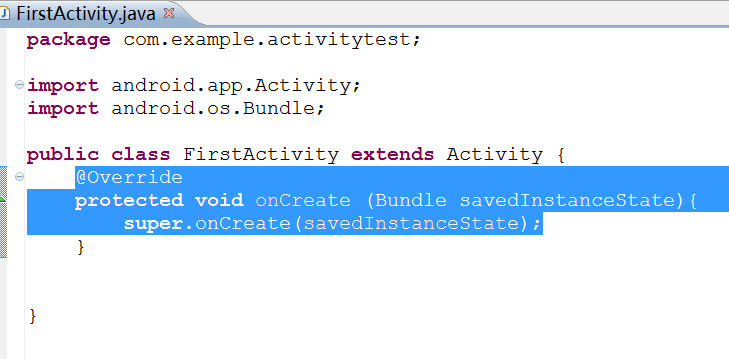 FirstActivity.java
package com.example.activitytest;
import android.app.Activity;
import android.os.Bundle;
public class FirstActivity extends Activity {
@Override
protected void onCreate (Bundle savedInstanceState){
super.onCreate(savedInstanceState);
}
}